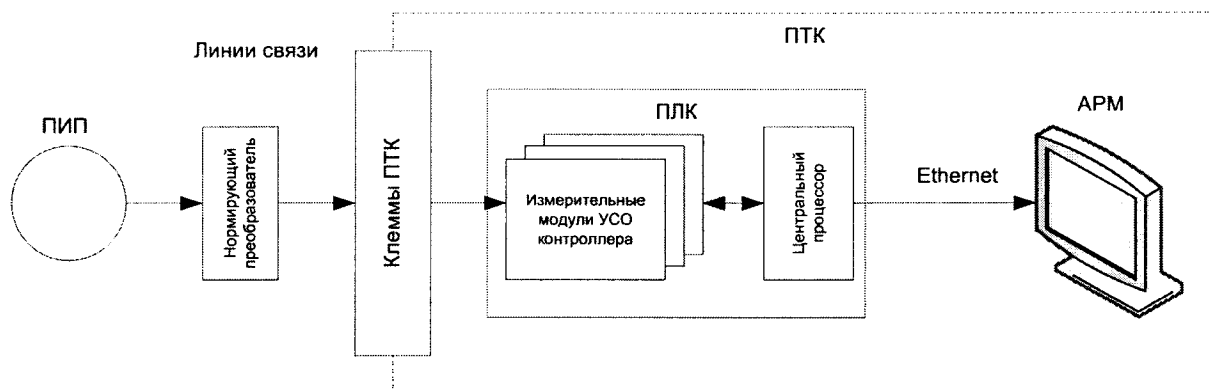 Линии связи
ПТК
ПИП
Нормирующий
преобразователь
Клеммы ПТК
ПЛК
Измерительные
модули УСО
контроллера
Центральный
процессор
Ethernet
АРМ